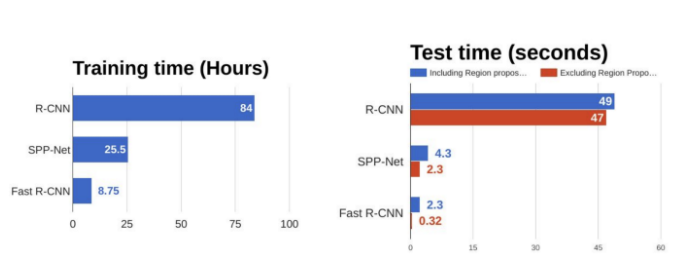 Training time (Hours)
R-CNN 84
SPP-Net 25.5
Fast R-CNN 8.75
0 25 50 75 100
Test time (seconds)
Including Region propos... Excluding Region Propo...
R-CNN 49
47
SPP-Net 4.3
2.3
Fast R-CNN 2.3
0.32
0 15 30 45 60